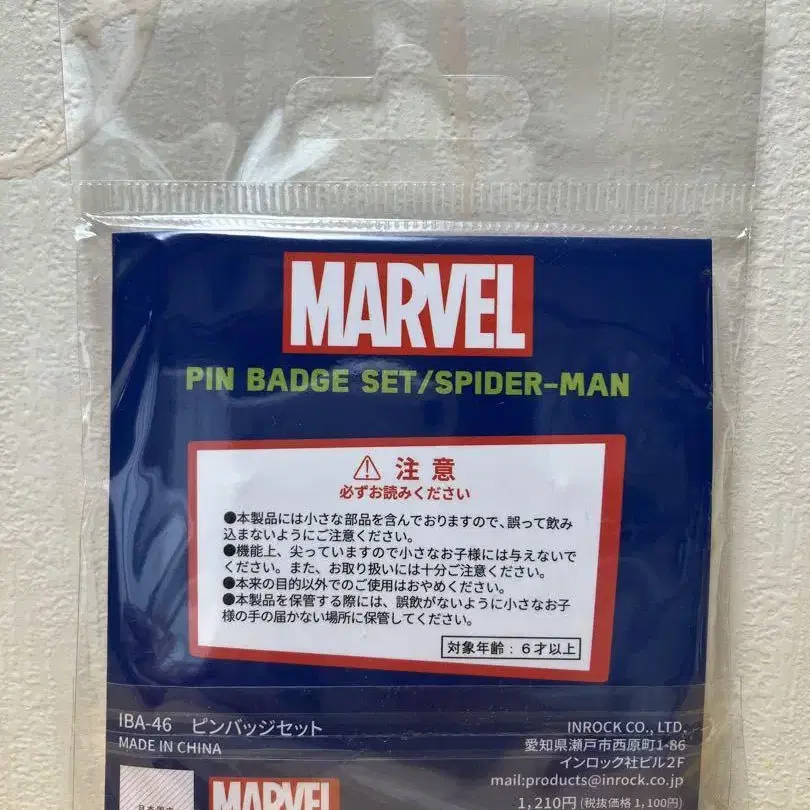 MARVEL
PIN BADGE SET/SPIDER-MAN
注意
必ずお読みください
●本製品には小さな部品を含んでおりますので、誤って飲み
込まないようにご注意ください。
●機能上、尖っていますので小さなお子様には与えないで
ください。また、お取り扱いには十分ご注意ください。
●本来の目的以外でのご使用はおやめください。
●本製品を保管する際には、誤飲がないように小さなお子
様の手の届かない場所に保管してください。
対象年齢：6才以上
IBA-46 ピンバッジセット
MADE IN CHINA
INROCK CO., LTD.
愛知県瀬戸市西原町1-86
インロック社ビル2F
mail:products@inrock.co.jp
1,210円(税抜価格 1,100円)
MARVEL